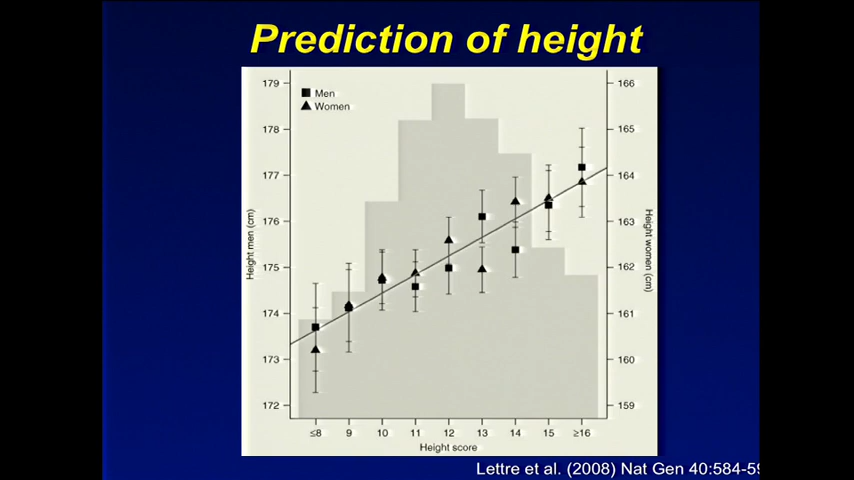 Prediction of height
Men
Women
179
178
177
176
175
174
173
172
166
165
164
163
162
161
160
159
Height men (cm)
Height women (cm)
≤8 9 10 11 12 13 14 15 ≥16
Height score
Lettre et al. (2008) Nat Gen 40:584-59